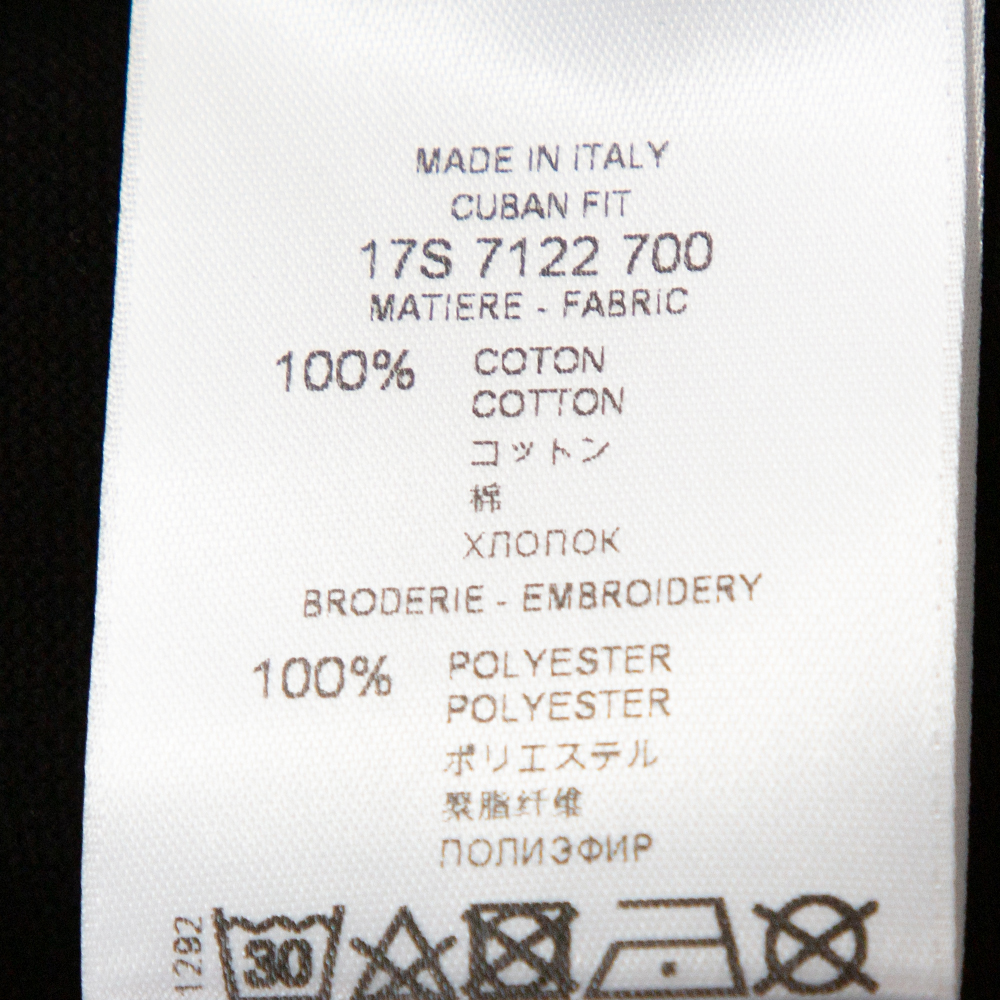 MADE IN ITALY
CUBAN FIT
17S 7122 700
MATIERE - FABRIC
100% COTON
COTTON
コットン
棉
ХЛОПОК
BRODERIE - EMBROIDERY
100% POLYESTER
POLYESTER
ポリエステル
聚脂纤维
ПОЛИЭФИР
1292
30